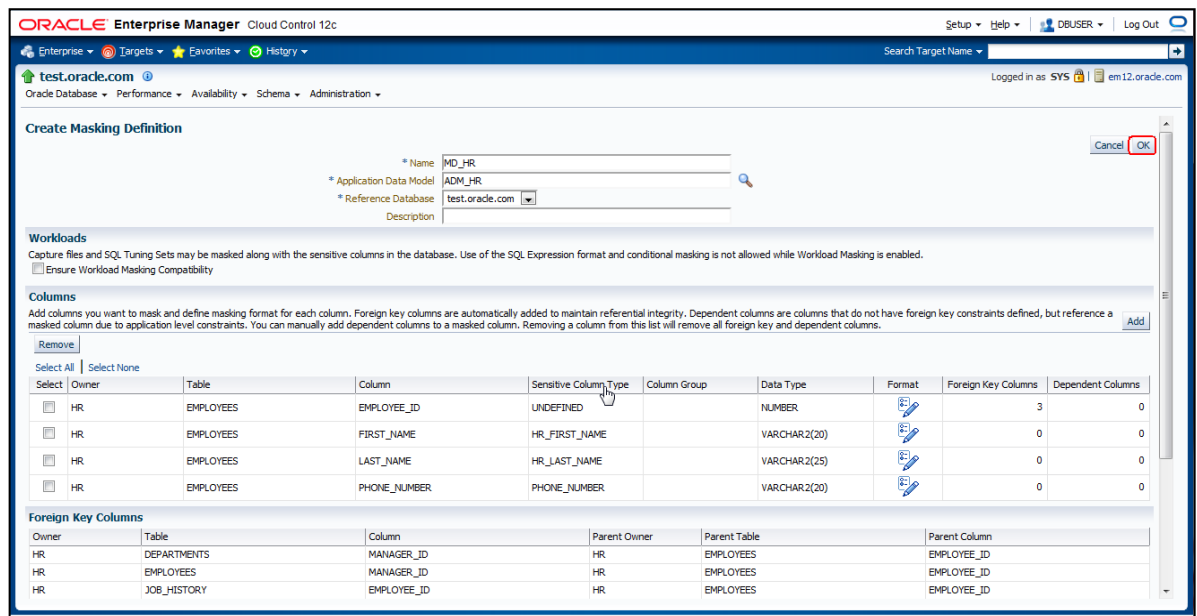 ORACLE Enterprise Manager Cloud Control 12c
Setup Help DBUSER Log Out
Enterprise Targets Favorites History Search Target Name
test.oracle.com Logged in as SYS em12.oracle.com
Oracle Database Performance Availability Schema Administration
Create Masking Definition
Cancel OK
* Name MD_HR
* Application Data Model ADM_HR
* Reference Database test.oracle.com
Description
Workloads
Capture files and SQL Tuning Sets may be masked along with the sensitive columns in the database. Use of the SQL Expression format and conditional masking is not allowed while Workload Masking is enabled.
Ensure Workload Masking Compatibility
Columns
Add columns you want to mask and define masking format for each column. Foreign key columns are automatically added to maintain referential integrity. Dependent columns are columns that do not have foreign key constraints defined, but reference a
masked column due to application level constraints. You can manually add dependent columns to a masked column. Removing a column from this list will remove all foreign key and dependent columns.
Add
Remove
Select All Select None
Select Owner Table Column Sensitive Column Type Column Group Data Type Format Foreign Key Columns Dependent Columns
HR EMPLOYEES EMPLOYEE_ID UNDEFINED NUMBER 3 0
HR EMPLOYEES FIRST_NAME HR_FIRST_NAME VARCHAR2(20) 0 0
HR EMPLOYEES LAST_NAME HR_LAST_NAME VARCHAR2(25) 0 0
HR EMPLOYEES PHONE_NUMBER PHONE_NUMBER VARCHAR2(20) 0 0
Foreign Key Columns
Owner Table Column Parent Owner Parent Table Parent Column
HR DEPARTMENTS MANAGER_ID HR EMPLOYEES EMPLOYEE_ID
HR EMPLOYEES MANAGER_ID HR EMPLOYEES EMPLOYEE_ID
HR JOB_HISTORY EMPLOYEE_ID HR EMPLOYEES EMPLOYEE_ID